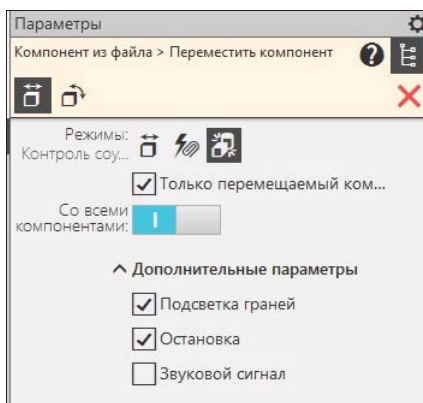 Параметры
Компонент из файла > Переместить компонент
Режимы:
Контроль соу...
Только перемещаемый ком...
Со всеми
компонентами:
Дополнительные параметры
Подсветка граней
Остановка
Звуковой сигнал